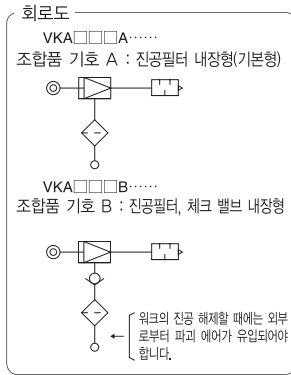 회로도
VKA□□□A······
조합품 기호 A : 진공필터 내장형(기본형)
VKA□□□B······
조합품 기호 B : 진공필터, 체크 밸브 내장형
워크의 진공 해제할 때에는 외부
로부터 파괴 에어가 유입되어야
합니다.